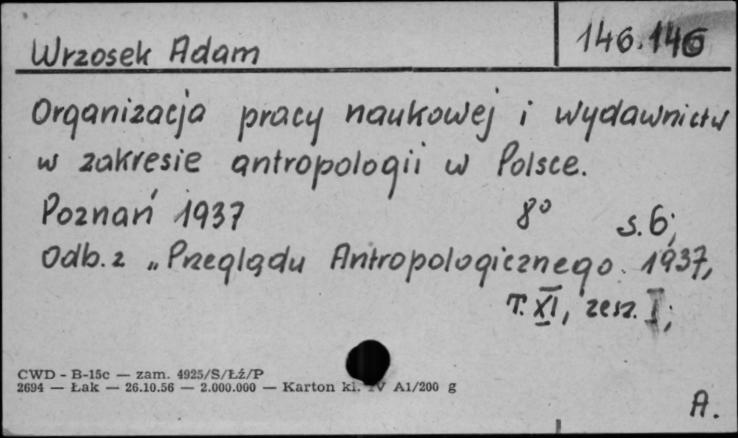 Wrzosek Adam 146.146
Organizacja pracy naukowej i wydawnictw
w zakresie antropologii w Polsce.
Poznań 1937 8° s.6;
Odb. z „Przeglądu Antropologicznego. 1937,
T. XI, zesz. I;
CWD - B-15c — zam. 4925/S/Łź/P
2694 — Łak — 26.10.56 — 2.000.000 — Karton kl. IV A1/200 g
A.